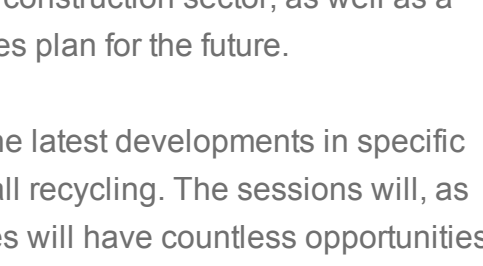 construction sector, as well as a
es plan for the future.
he latest developments in specific
all recycling. The sessions will, as
es will have countless opportunities